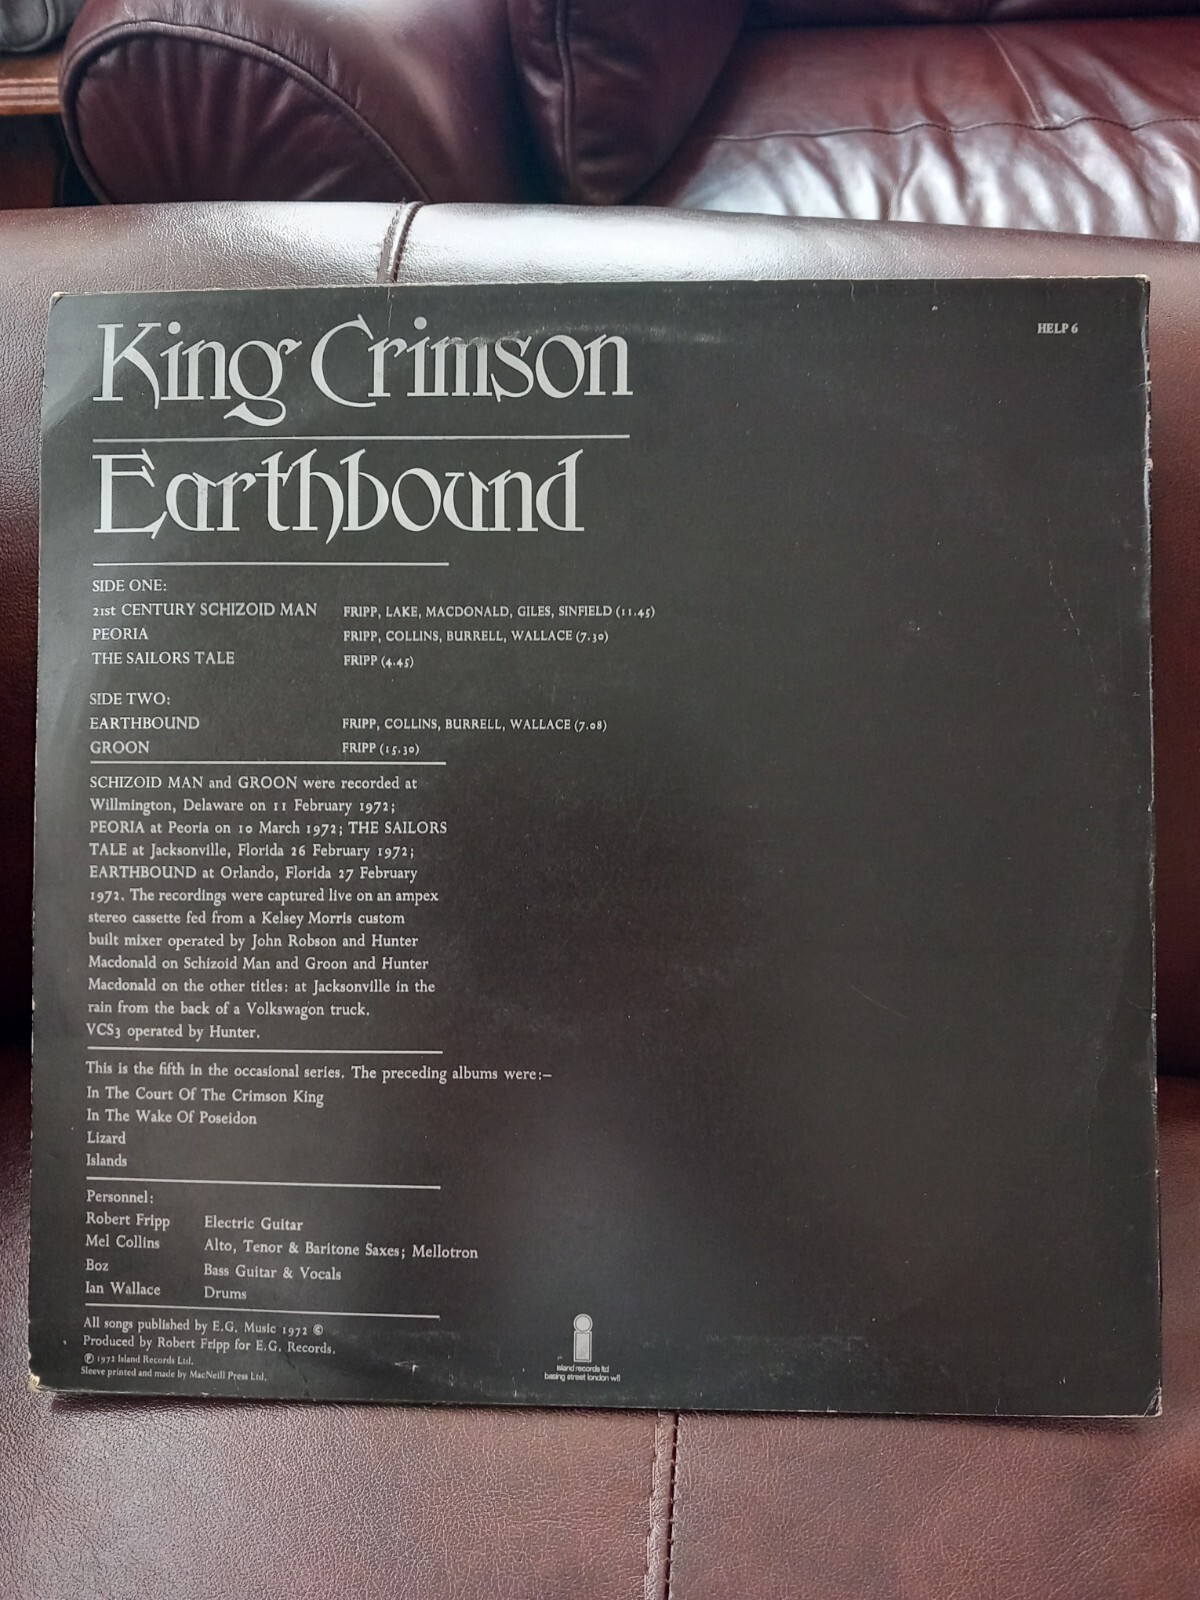 HELP 6
King Crimson
Earthbound
SIDE ONE:
21st CENTURY SCHIZOID MAN FRIPP, LAKE, MACDONALD, GILES, SINFIELD (11.45)
PEORIA FRIPP, COLLINS, BURRELL, WALLACE (7.30)
THE SAILORS TALE FRIPP (4.45)
SIDE TWO:
EARTHBOUND FRIPP, COLLINS, BURRELL, WALLACE (7.08)
GROON FRIPP (15.30)
SCHIZOID MAN and GROON were recorded at
Willmington, Delaware on 11 February 1972;
PEORIA at Peoria on 10 March 1972; THE SAILORS
TALE at Jacksonville, Florida 26 February 1972;
EARTHBOUND at Orlando, Florida 27 February
1972. The recordings were captured live on an ampex
stereo cassette fed from a Kelsey Morris custom
built mixer operated by John Robson and Hunter
Macdonald on Schizoid Man and Groon and Hunter
Macdonald on the other titles: at Jacksonville in the
rain from the back of a Volkswagon truck.
VCS3 operated by Hunter.
This is the fifth in the occasional series. The preceding albums were:—
In The Court Of The Crimson King
In The Wake Of Poseidon
Lizard
Islands
Personnel:
Robert Fripp Electric Guitar
Mel Collins Alto, Tenor & Baritone Saxes; Mellotron
Boz Bass Guitar & Vocals
Ian Wallace Drums
All songs published by E.G. Music 1972 ©
Produced by Robert Fripp for E.G. Records.
℗ 1972 Island Records Ltd.
Sleeve printed and made by MacNeill Press Ltd.
island records ltd
basing street london w11